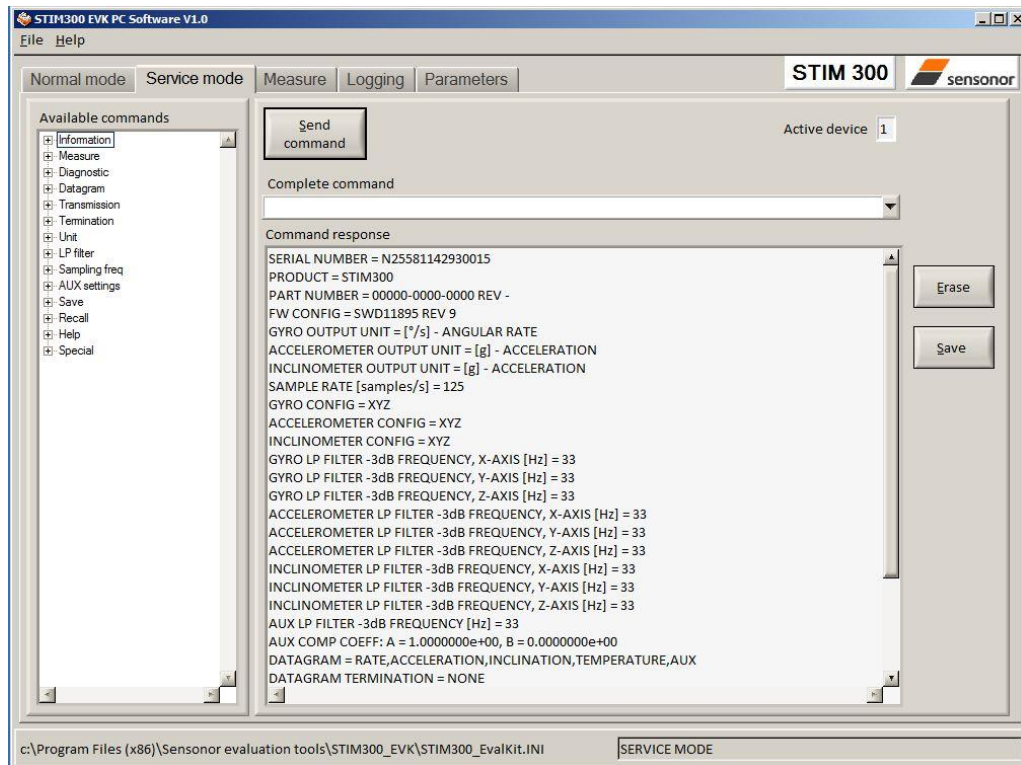 STIM300 EVK PC Software V1.0
File Help
Normal mode Service mode Measure Logging Parameters
STIM 300 sensonor
Available commands
Information
Measure
Diagnostic
Datagram
Transmission
Termination
Unit
LP filter
Sampling freq
AUX settings
Save
Recall
Help
Special
Send
command
Active device 1
Complete command
Command response
SERIAL NUMBER = N25581142930015
PRODUCT = STIM300
PART NUMBER = 00000-0000-0000 REV -
FW CONFIG = SWD11895 REV 9
GYRO OUTPUT UNIT = [°/s] - ANGULAR RATE
ACCELEROMETER OUTPUT UNIT = [g] - ACCELERATION
INCLINOMETER OUTPUT UNIT = [g] - ACCELERATION
SAMPLE RATE [samples/s] = 125
GYRO CONFIG = XYZ
ACCELEROMETER CONFIG = XYZ
INCLINOMETER CONFIG = XYZ
GYRO LP FILTER -3dB FREQUENCY, X-AXIS [Hz] = 33
GYRO LP FILTER -3dB FREQUENCY, Y-AXIS [Hz] = 33
GYRO LP FILTER -3dB FREQUENCY, Z-AXIS [Hz] = 33
ACCELEROMETER LP FILTER -3dB FREQUENCY, X-AXIS [Hz] = 33
ACCELEROMETER LP FILTER -3dB FREQUENCY, Y-AXIS [Hz] = 33
ACCELEROMETER LP FILTER -3dB FREQUENCY, Z-AXIS [Hz] = 33
INCLINOMETER LP FILTER -3dB FREQUENCY, X-AXIS [Hz] = 33
INCLINOMETER LP FILTER -3dB FREQUENCY, Y-AXIS [Hz] = 33
INCLINOMETER LP FILTER -3dB FREQUENCY, Z-AXIS [Hz] = 33
AUX LP FILTER -3dB FREQUENCY [Hz] = 33
AUX COMP COEFF: A = 1.0000000e+00, B = 0.0000000e+00
DATAGRAM = RATE,ACCELERATION,INCLINATION,TEMPERATURE,AUX
DATAGRAM TERMINATION = NONE
Erase
Save
c:\Program Files (x86)\Sensonor evaluation tools\STIM300_EVK\STIM300_EvalKit.INI
SERVICE MODE